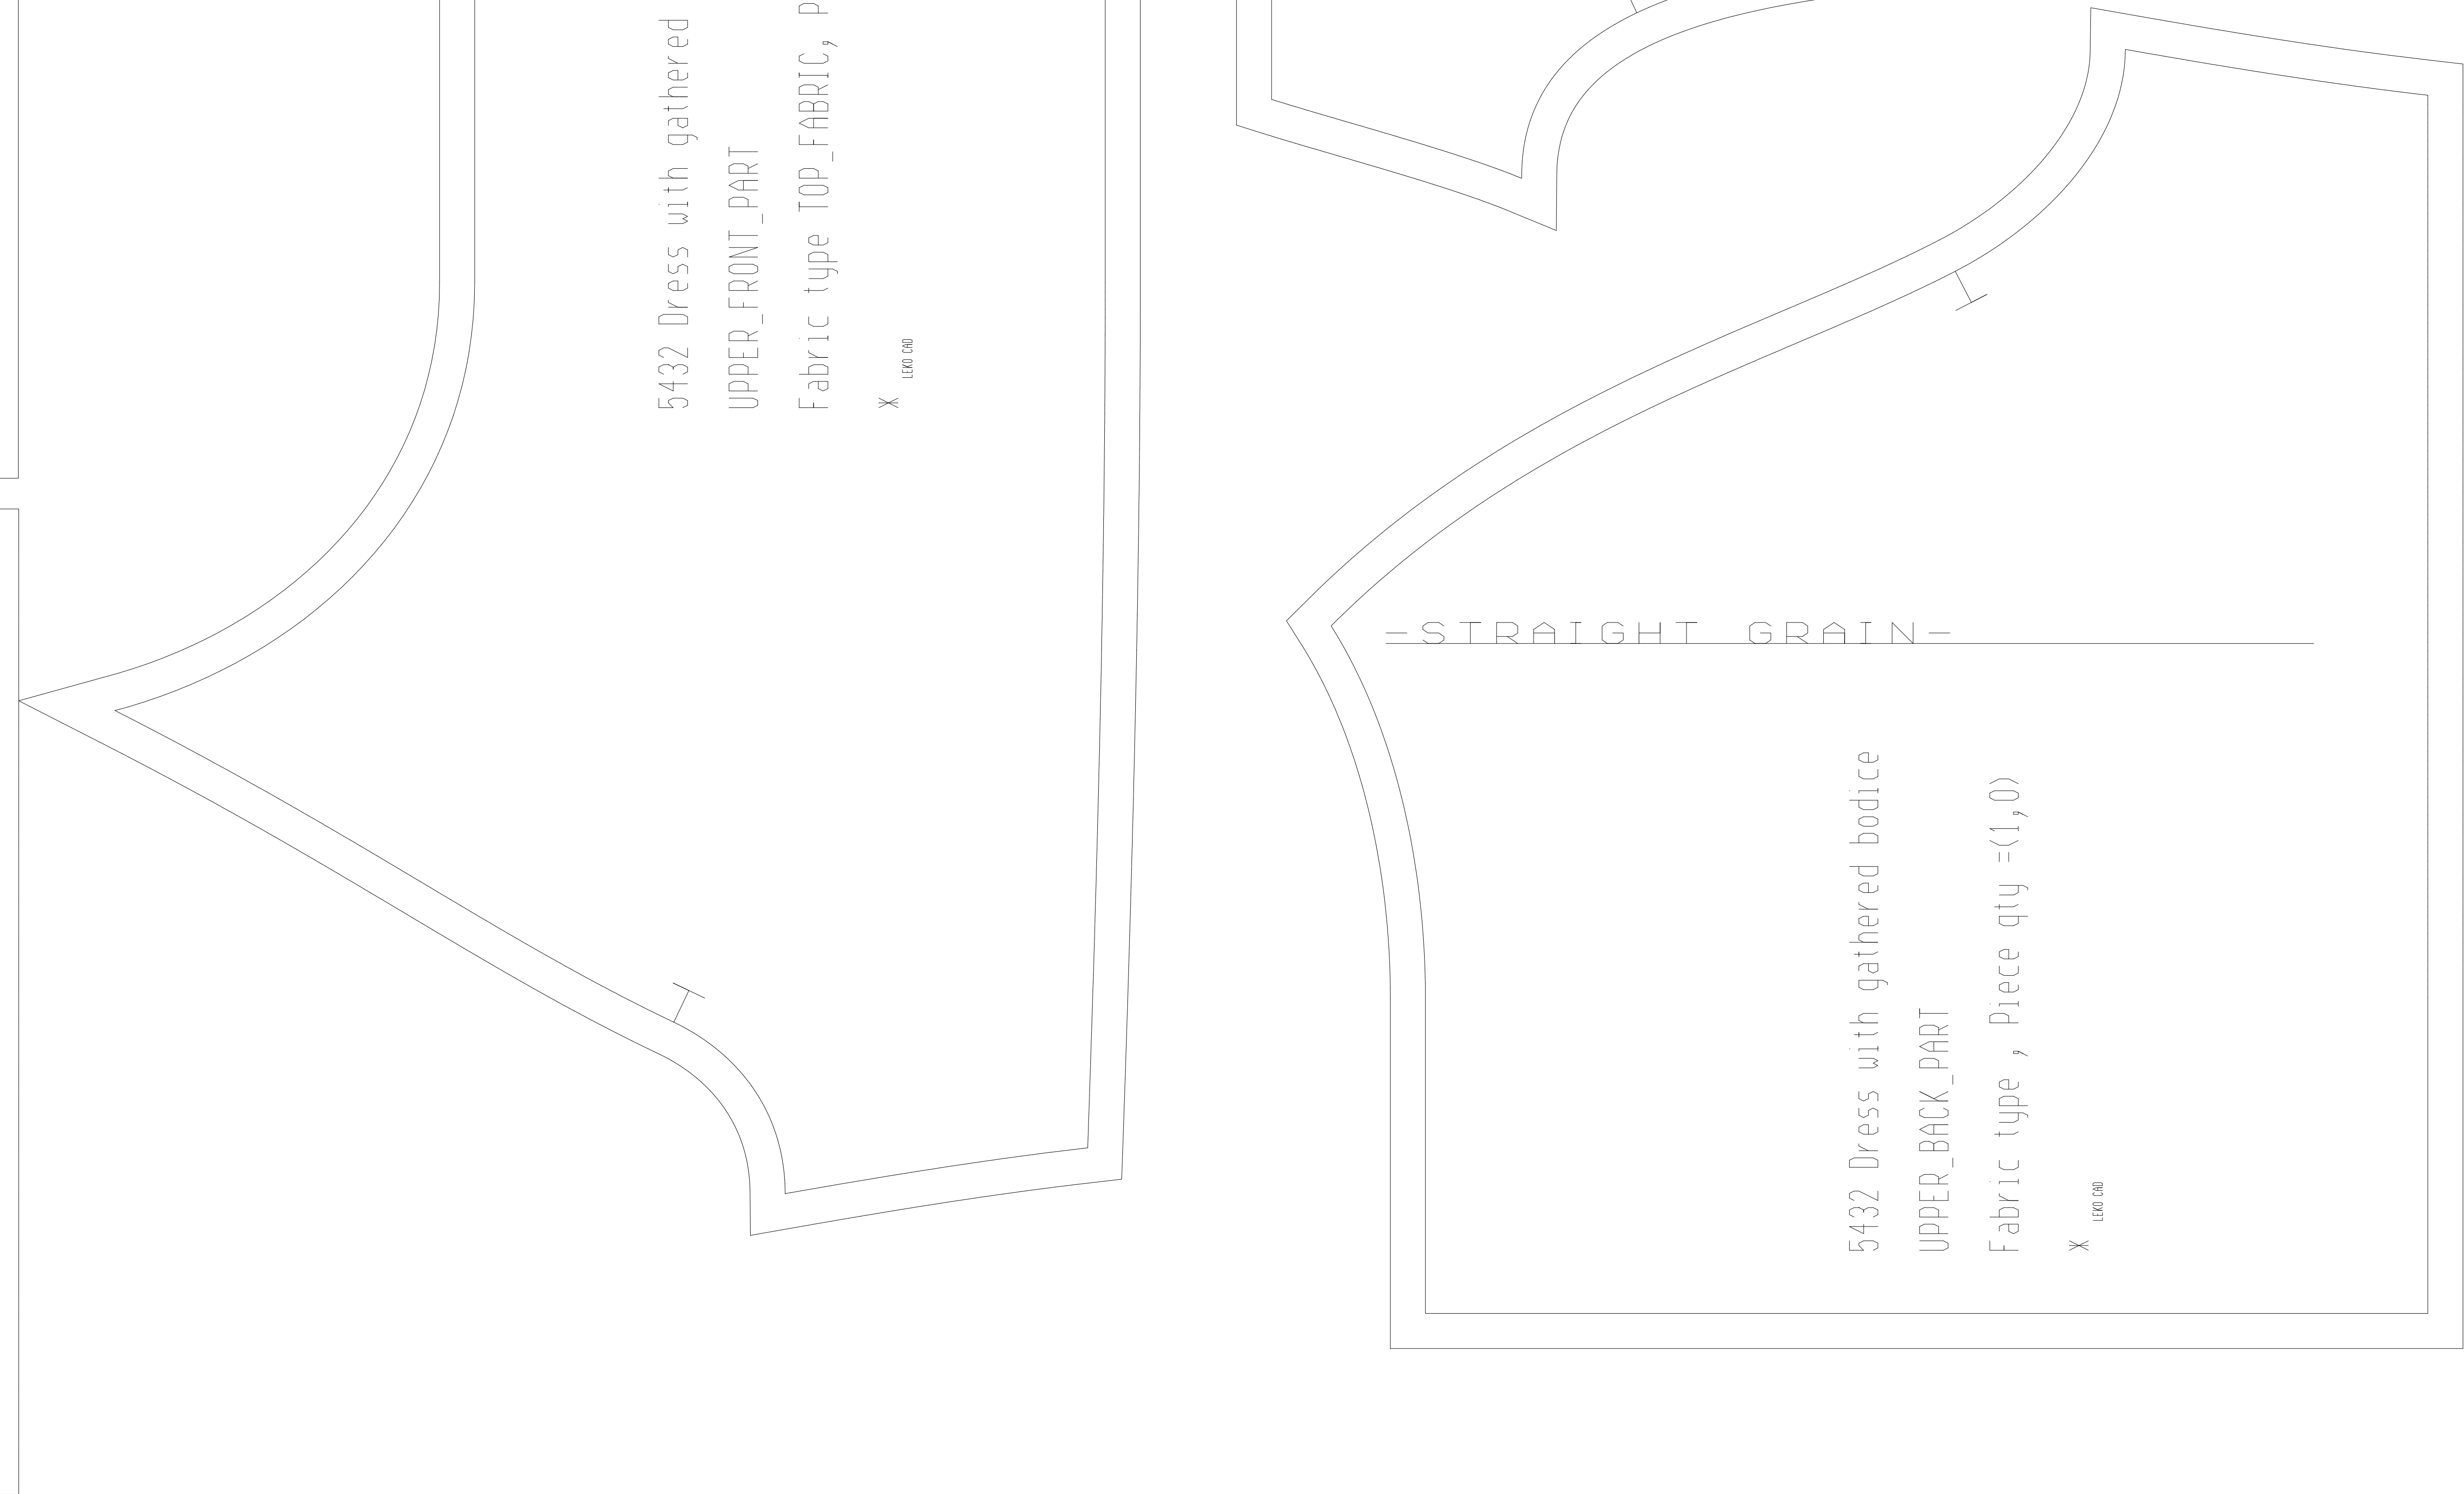 5432 Dress with gathered
UPPER_FRONT_PART
Fabric type TOP_FABRIC, P
LEKO CAD
-STRAIGHT GRAIN-
5432 Dress with gathered bodice
UPPER_BACK_PART
Fabric type , Piece qty =(1,0)
LEKO CAD